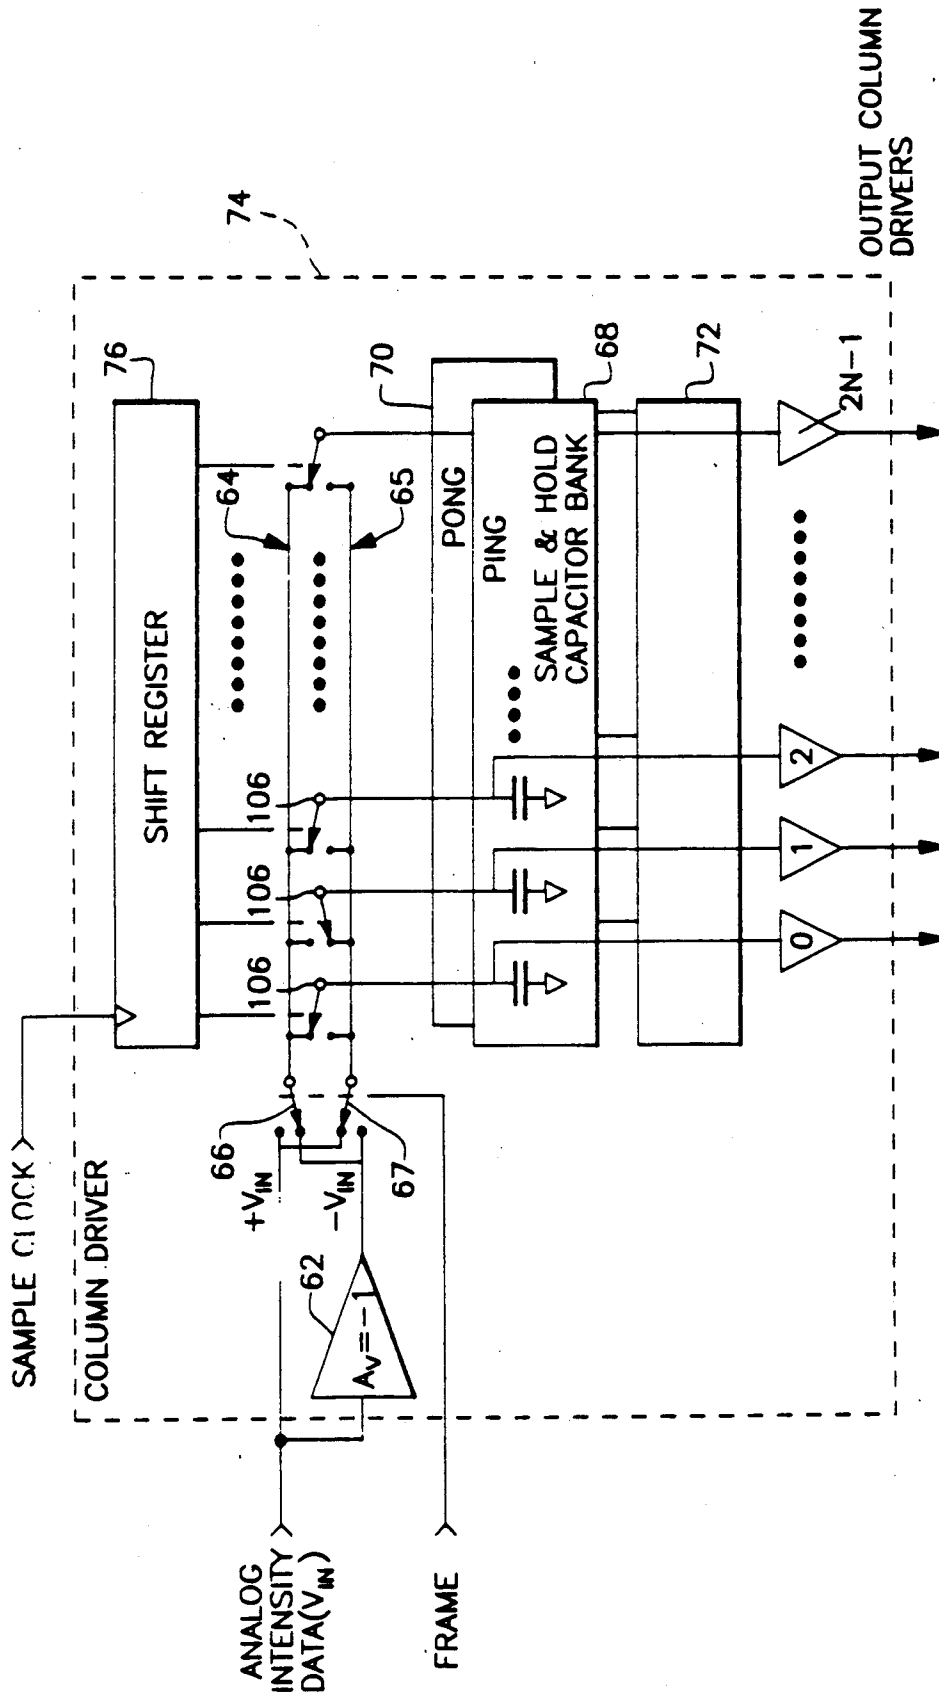 SAMPLE CLOCK
COLUMN DRIVER
74
76
SHIFT REGISTER
64
65
106
106
106
66
67
+VIN
−VIN
62
AV=−1
ANALOG
INTENSITY
DATA(VIN)
FRAME
70
PONG
PING
68
SAMPLE & HOLD
CAPACITOR BANK
72
0
1
2
2N−1
OUTPUT COLUMN
DRIVERS